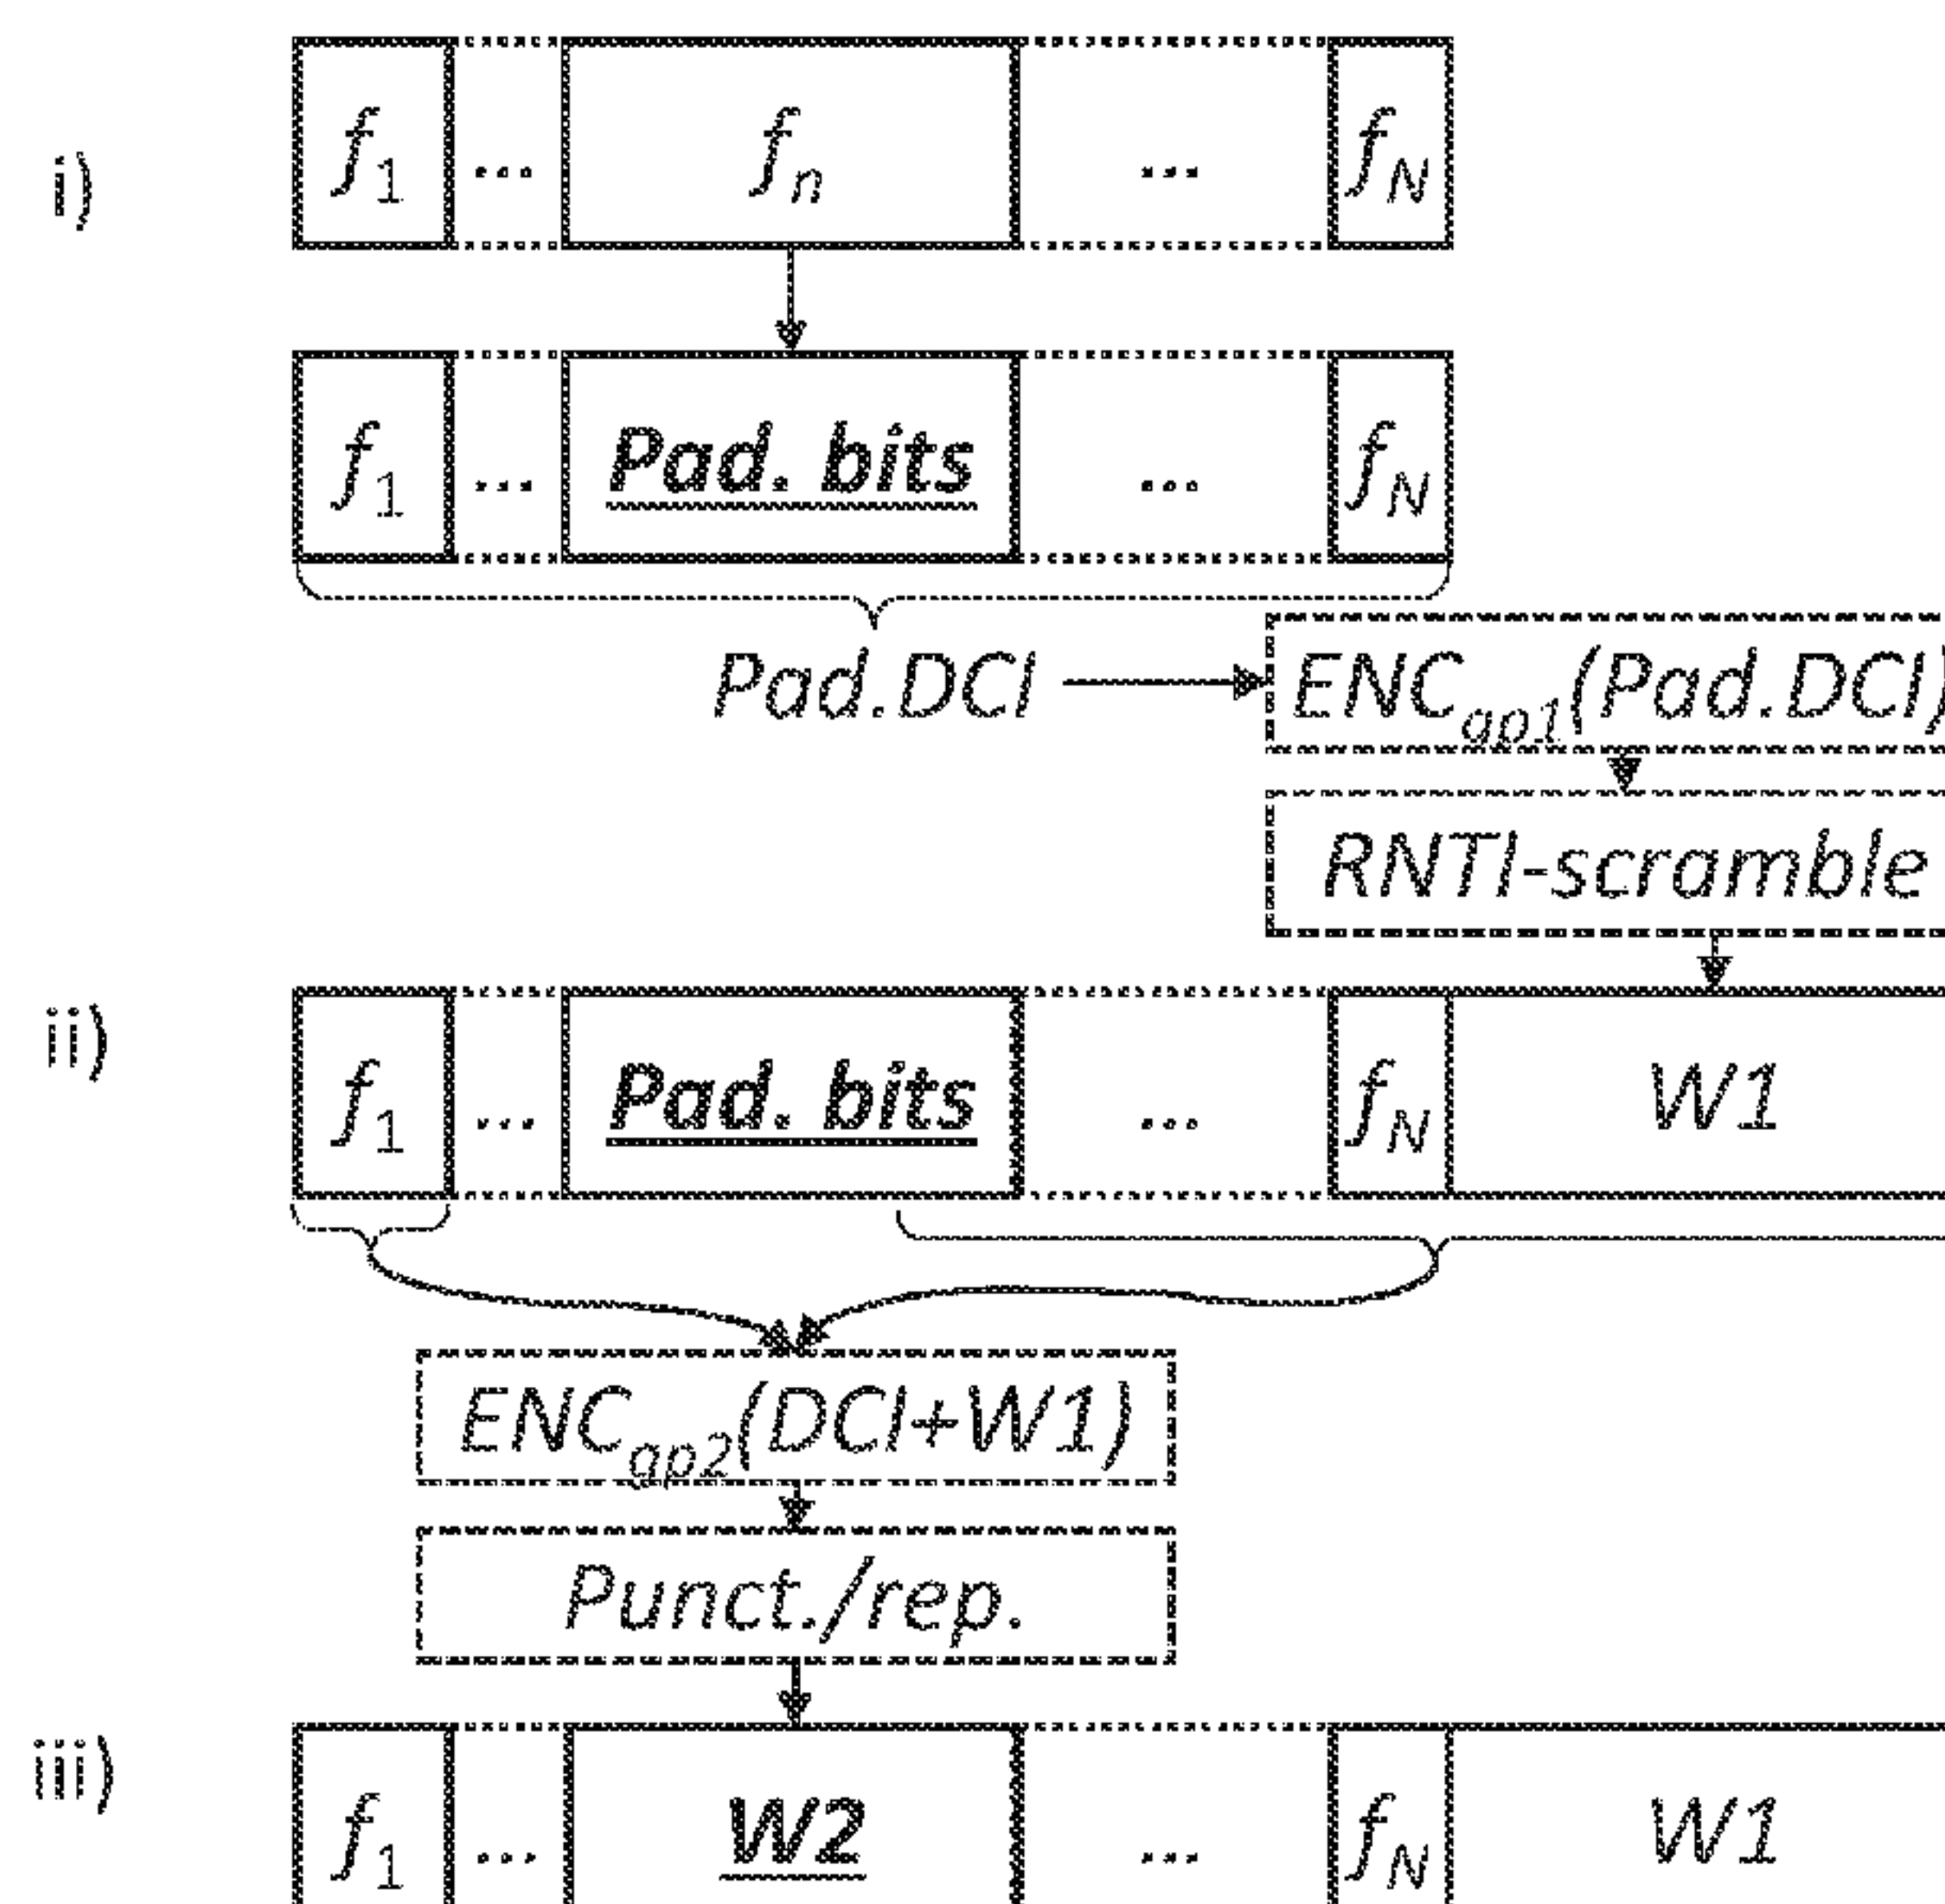 i) f1 ... fn ... fN
f1 ... Pad. bits ... fN
Pad.DCI ENCgp1(Pad.DCI)
RNTI-scramble
ii) f1 ... Pad. bits ... fN W1
ENCgp2(DCI+W1)
Punct./rep.
iii) f1 ... W2 ... fN W1